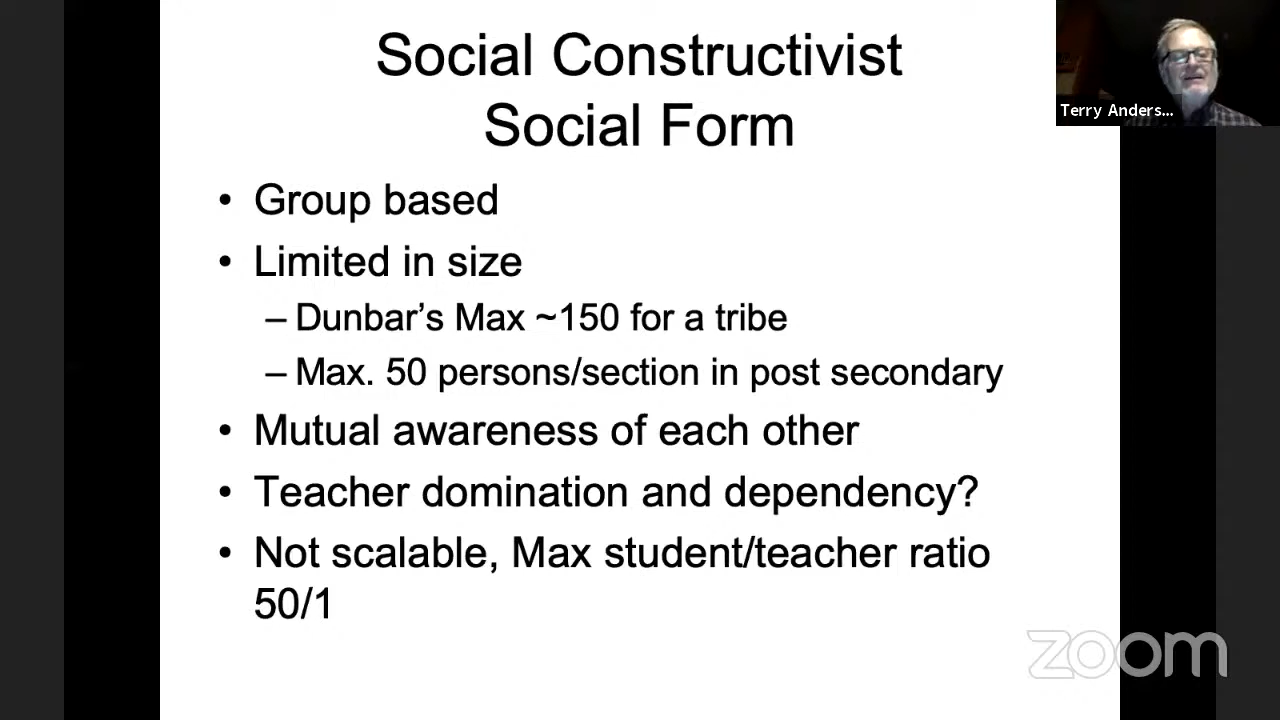 Social Constructivist
Social Form
• Group based
• Limited in size
– Dunbar's Max ~150 for a tribe
– Max. 50 persons/section in post secondary
• Mutual awareness of each other
• Teacher domination and dependency?
• Not scalable, Max student/teacher ratio
50/1
Terry Anders...
zoom